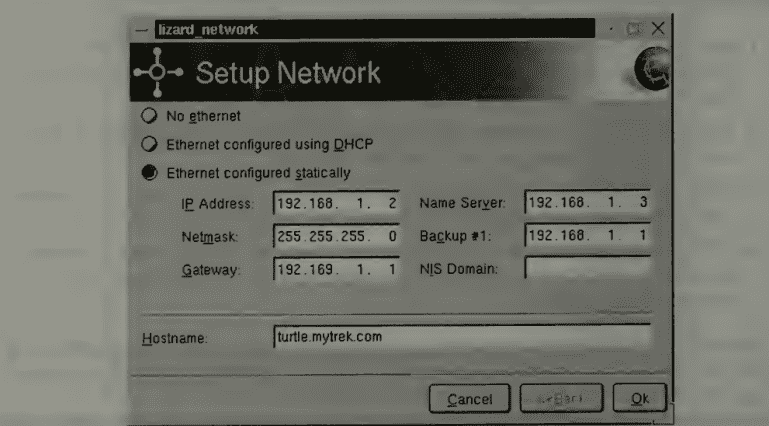 lizard_network
Setup Network
No ethernet
Ethernet configured using DHCP
Ethernet configured statically
IP Address: 192.168. 1. 2 Name Server: 192.168. 1. 3
Netmask: 255.255.255. 0 Backup #1: 192.168. 1. 1
Gateway: 192.169. 1. 1 NIS Domain:
Hostname: turtle.mytrek.com
Cancel Ok